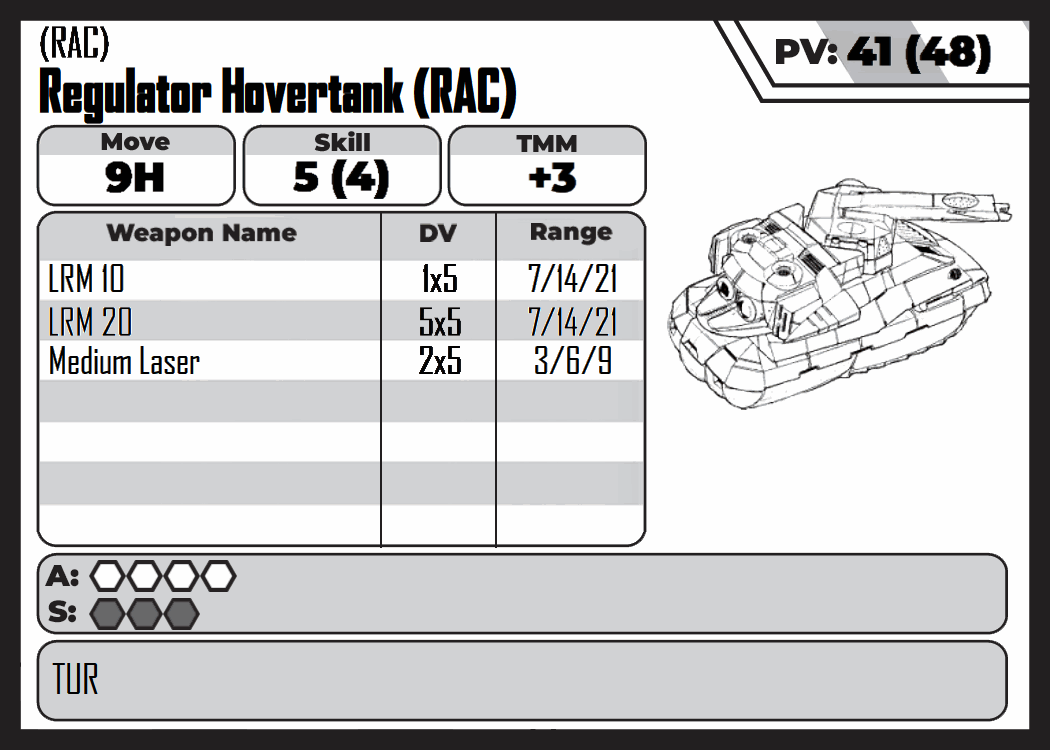 (RAC)
PV: 41 (48)
Regulator Hovertank (RAC)
Move Skill TMM
9H 5 (4) +3
Weapon Name DV Range
LRM 10 1x5 7/14/21
LRM 20 5x5 7/14/21
Medium Laser 2x5 3/6/9
A:
S:
TUR